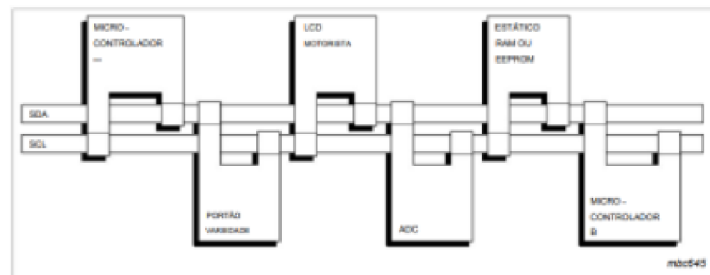 MICRO-
CONTROLADOR
LCD
MOTORISTA
ESTÁTICO
RAM OU
EEPROM
SDA
SCL
PORTÃO
VARIEDADE
ADC
MICRO-
CONTROLADOR
B
mbc645